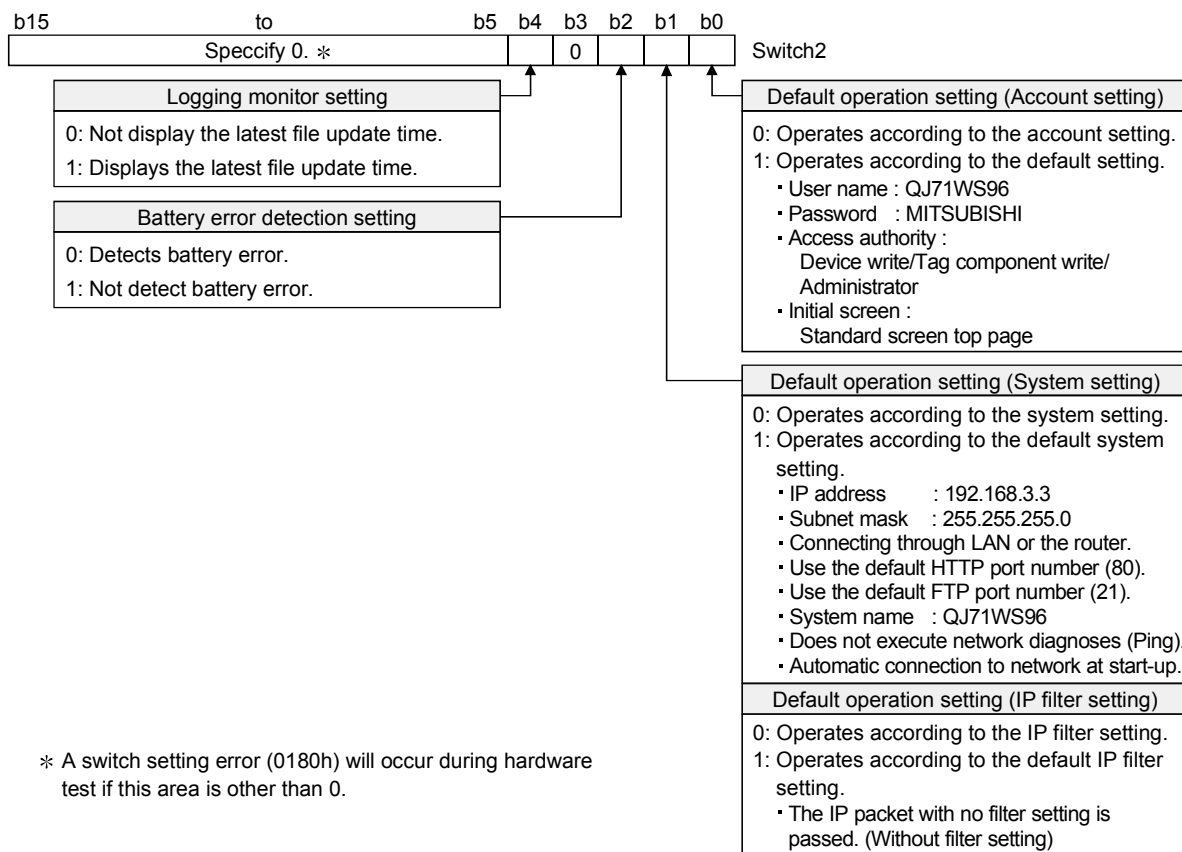 b15 to b5 b4 b3 b2 b1 b0
Speccify 0. * 0 Switch2
Logging monitor setting
0: Not display the latest file update time.
1: Displays the latest file update time.
Battery error detection setting
0: Detects battery error.
1: Not detect battery error.
Default operation setting (Account setting)
0: Operates according to the account setting.
1: Operates according to the default setting.
・User name : QJ71WS96
・Password : MITSUBISHI
・Access authority :
Device write/Tag component write/
Administrator
・Initial screen :
Standard screen top page
Default operation setting (System setting)
0: Operates according to the system setting.
1: Operates according to the default system
setting.
・IP address : 192.168.3.3
・Subnet mask : 255.255.255.0
・Connecting through LAN or the router.
・Use the default HTTP port number (80).
・Use the default FTP port number (21).
・System name : QJ71WS96
・Does not execute network diagnoses (Ping).
・Automatic connection to network at start-up.
Default operation setting (IP filter setting)
0: Operates according to the IP filter setting.
1: Operates according to the default IP filter
setting.
・The IP packet with no filter setting is
passed. (Without filter setting)
* A switch setting error (0180h) will occur during hardware
test if this area is other than 0.